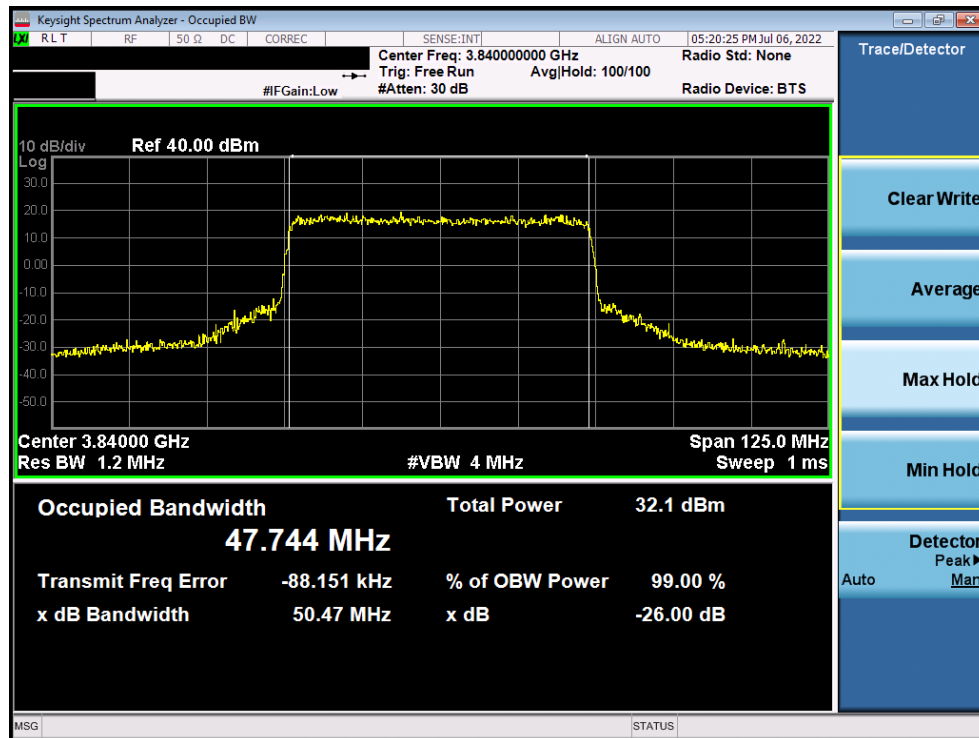 Keysight Spectrum Analyzer - Occupied BW
LXI RLT RF 50 Ω DC CORREC SENSE:INT ALIGN AUTO 05:20:25 PM Jul 06, 2022
Center Freq: 3.840000000 GHz Radio Std: None
Trig: Free Run Avg|Hold: 100/100
#IFGain:Low #Atten: 30 dB Radio Device: BTS
Trace/Detector
10 dB/div Ref 40.00 dBm
Log
30.0
20.0
10.0
0.00
-10.0
-20.0
-30.0
-40.0
-50.0
Center 3.84000 GHz Span 125.0 MHz
Res BW 1.2 MHz #VBW 4 MHz Sweep 1 ms
Occupied Bandwidth Total Power 32.1 dBm
47.744 MHz
Transmit Freq Error -88.151 kHz % of OBW Power 99.00 %
x dB Bandwidth 50.47 MHz x dB -26.00 dB
Clear Write
Average
Max Hold
Min Hold
Detector
Peak
Auto Man
MSG STATUS